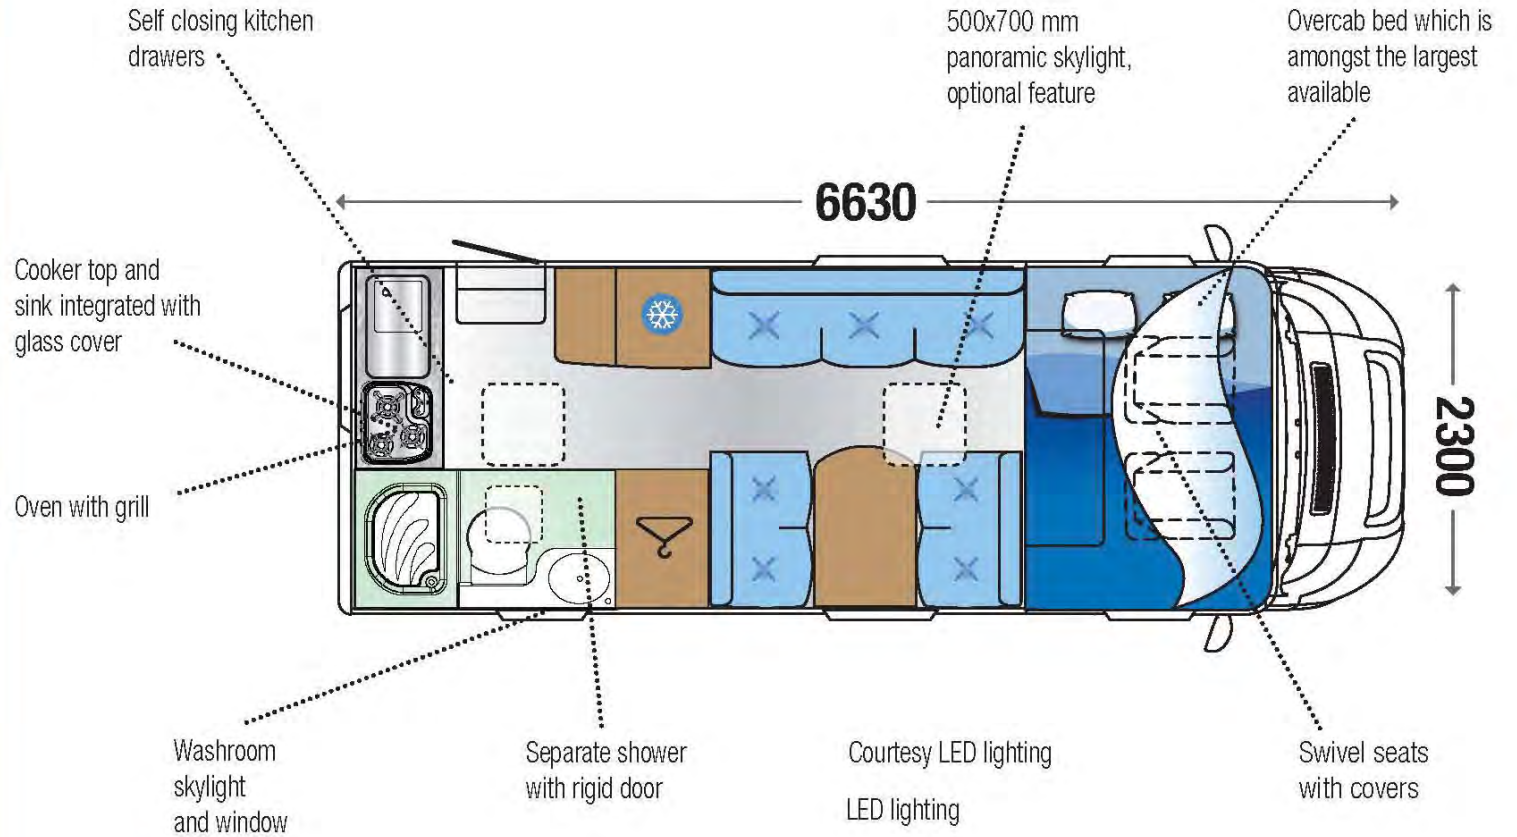 Self closing kitchen
drawers
500x700 mm
panoramic skylight,
optional feature
Overcab bed which is
amongst the largest
available
6630
Cooker top and
sink integrated with
glass cover
2300
Oven with grill
Washroom
skylight
and window
Separate shower
with rigid door
Courtesy LED lighting
LED lighting
Swivel seats
with covers